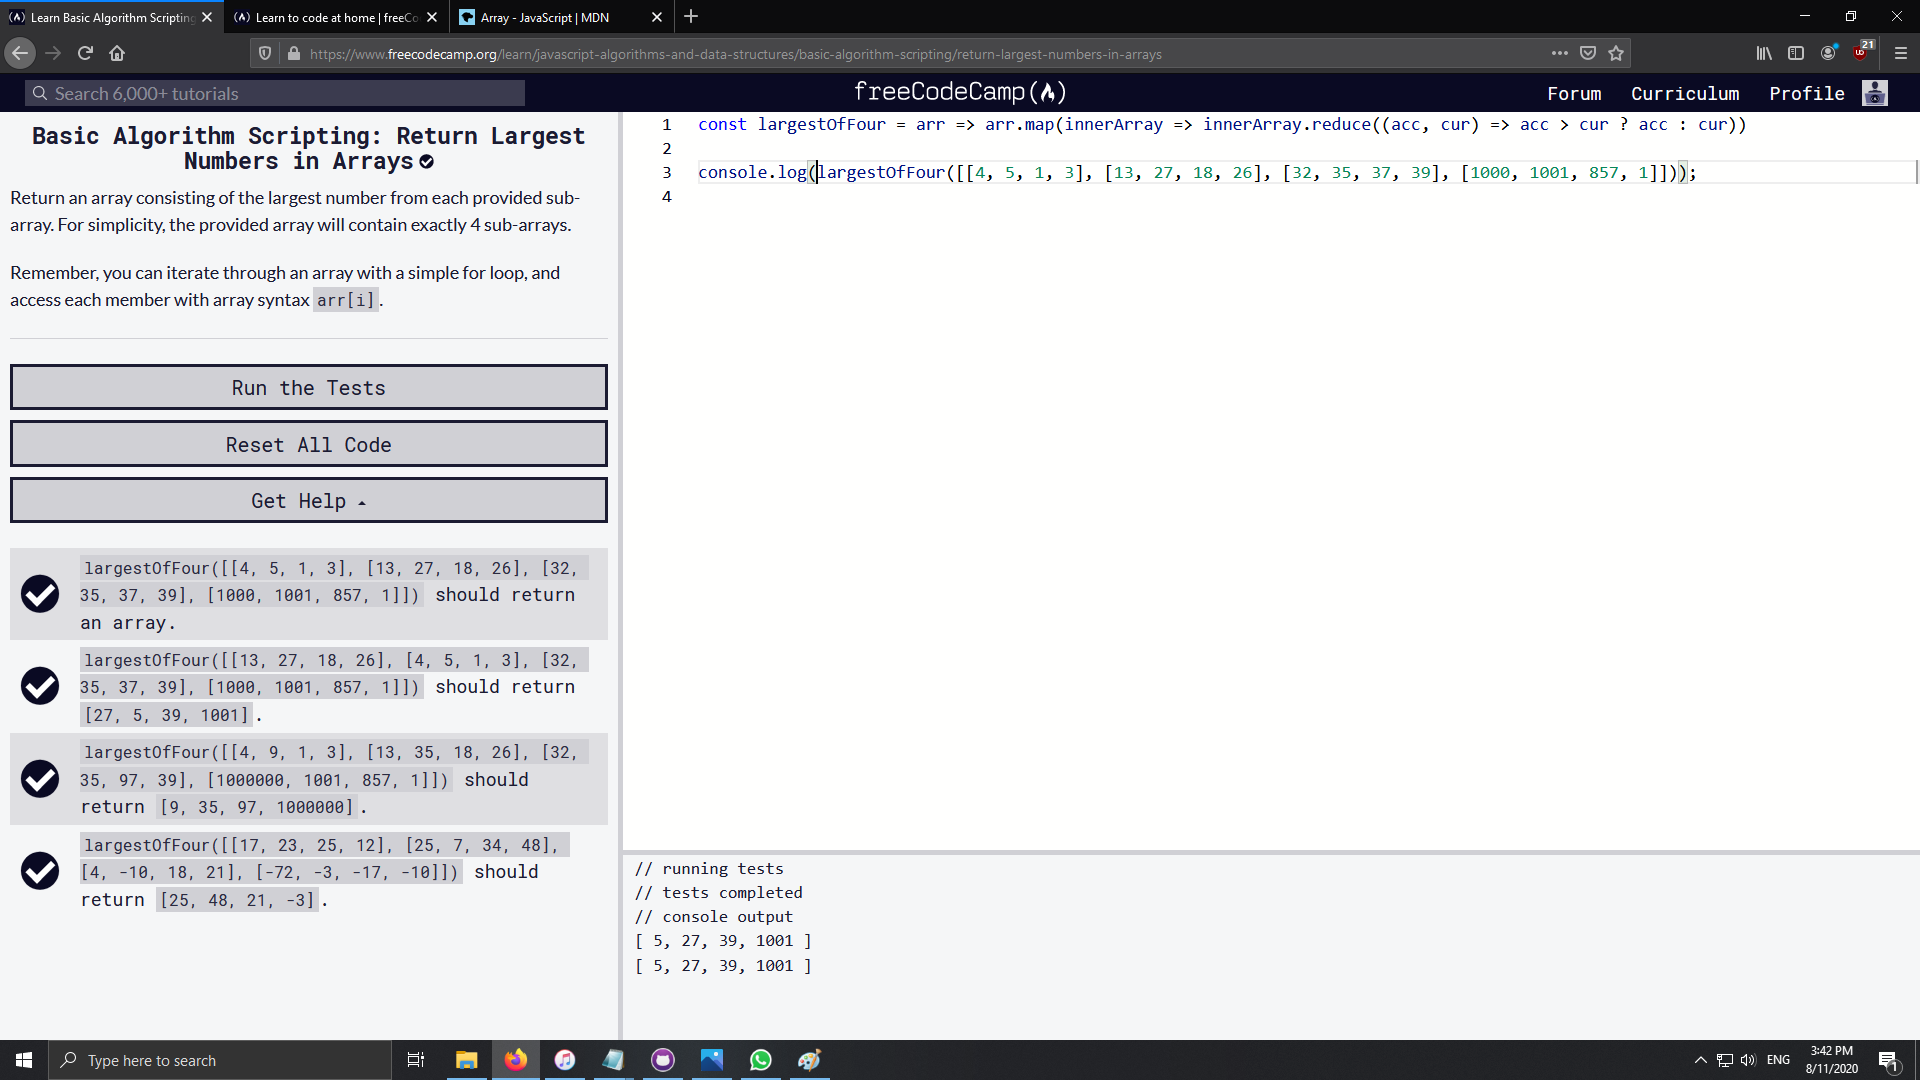 Learn Basic Algorithm Scripting
Learn to code at home | freeCo
Array - JavaScript | MDN
https://www.freecodecamp.org/learn/javascript-algorithms-and-data-structures/basic-algorithm-scripting/return-largest-numbers-in-arrays
21
Search 6,000+ tutorials
freeCodeCamp
Forum
Curriculum
Profile
Basic Algorithm Scripting: Return Largest
Numbers in Arrays
Return an array consisting of the largest number from each provided sub-
array. For simplicity, the provided array will contain exactly 4 sub-arrays.
Remember, you can iterate through an array with a simple for loop, and
access each member with array syntax arr[i].
Run the Tests
Reset All Code
Get Help
largestOfFour([[4, 5, 1, 3], [13, 27, 18, 26], [32,
35, 37, 39], [1000, 1001, 857, 1]]) should return
an array.
largestOfFour([[13, 27, 18, 26], [4, 5, 1, 3], [32,
35, 37, 39], [1000, 1001, 857, 1]]) should return
[27, 5, 39, 1001].
largestOfFour([[4, 9, 1, 3], [13, 35, 18, 26], [32,
35, 97, 39], [1000000, 1001, 857, 1]]) should
return [9, 35, 97, 1000000].
largestOfFour([[17, 23, 25, 12], [25, 7, 34, 48],
[4, -10, 18, 21], [-72, -3, -17, -10]]) should
return [25, 48, 21, -3].
1 const largestOfFour = arr => arr.map(innerArray => innerArray.reduce((acc, cur) => acc > cur ? acc : cur))
2
3 console.log(largestOfFour([[4, 5, 1, 3], [13, 27, 18, 26], [32, 35, 37, 39], [1000, 1001, 857, 1]]));
4
// running tests
// tests completed
// console output
[ 5, 27, 39, 1001 ]
[ 5, 27, 39, 1001 ]
Type here to search
ENG
3:42 PM
8/11/2020
1